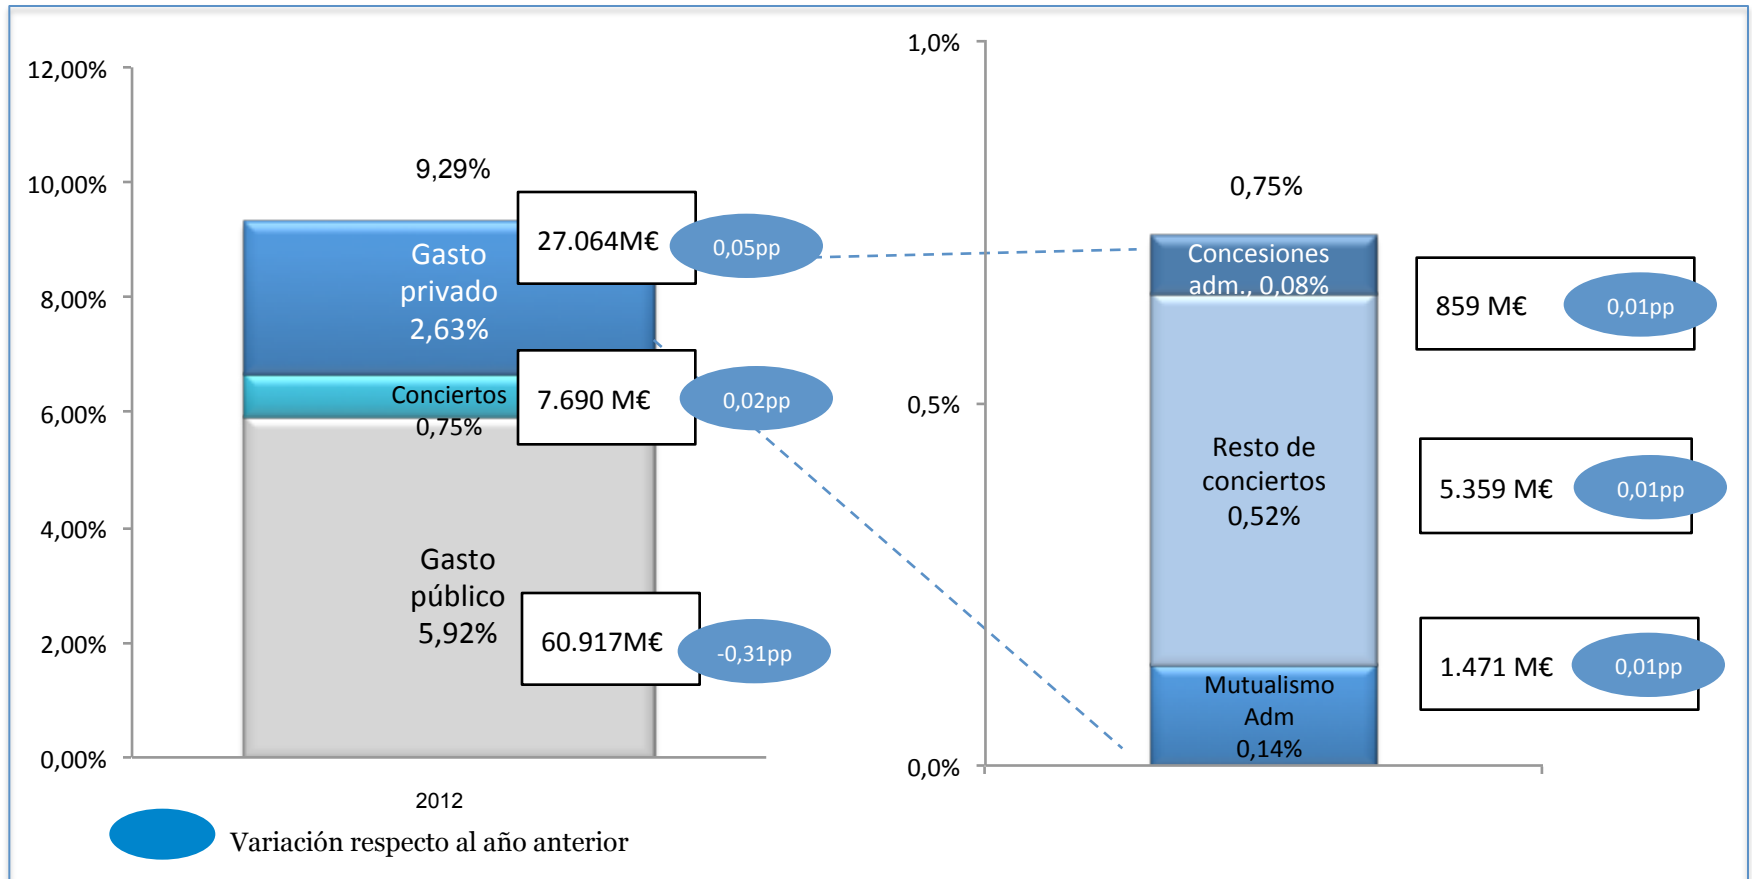 12,00%
10,00%
8,00%
6,00%
4,00%
2,00%
0,00%
9,29%
Gasto
privado
2,63%
27.064M€
0,05pp
Conciertos
0,75%
7.690 M€
0,02pp
Gasto
público
5,92%
60.917M€
-0,31pp
2012
Variación respecto al año anterior
1,0%
0,5%
0,0%
0,75%
Concesiones
adm., 0,08%
859 M€
0,01pp
Resto de
conciertos
0,52%
5.359 M€
0,01pp
Mutualismo
Adm
0,14%
1.471 M€
0,01pp